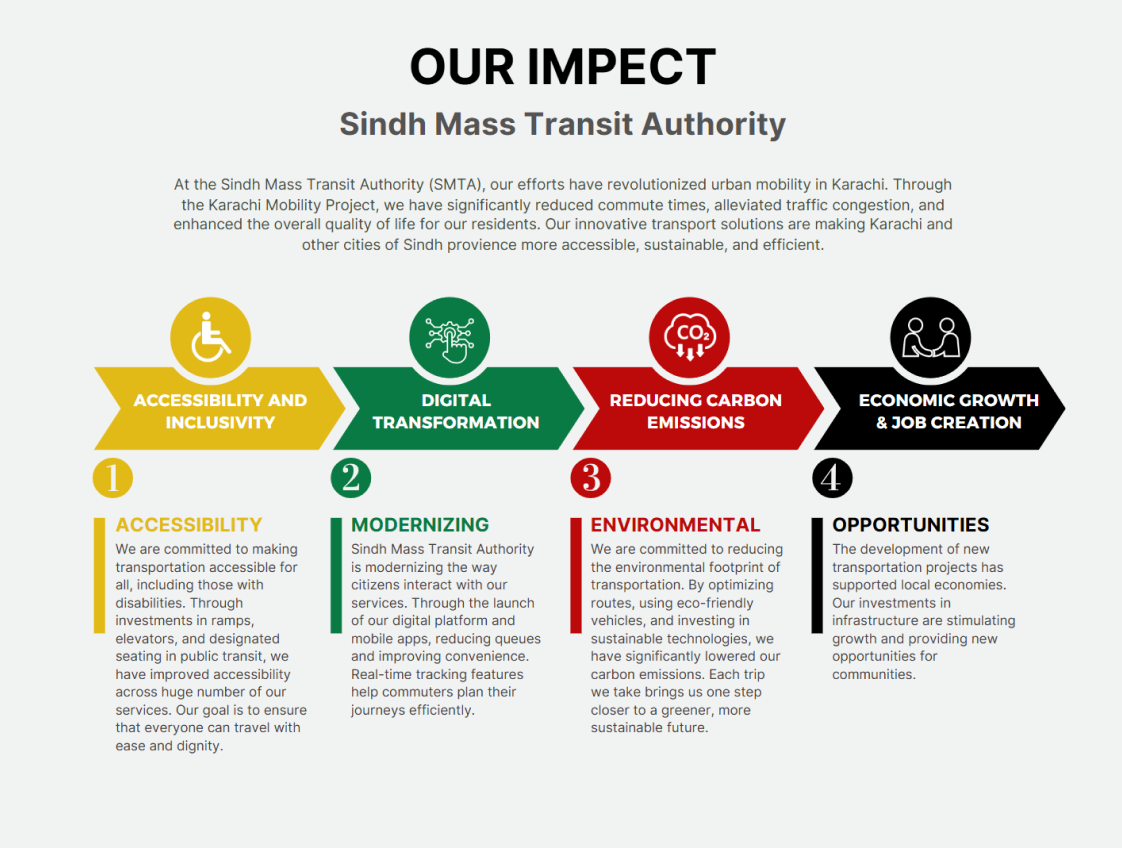 OUR IMPECT
Sindh Mass Transit Authority
At the Sindh Mass Transit Authority (SMTA), our efforts have revolutionized urban mobility in Karachi. Through
the Karachi Mobility Project, we have significantly reduced commute times, alleviated traffic congestion, and
enhanced the overall quality of life for our residents. Our innovative transport solutions are making Karachi and
other cities of Sindh provience more accessible, sustainable, and efficient.
CO₂
ACCESSIBILITY AND
INCLUSIVITY
DIGITAL
TRANSFORMATION
REDUCING CARBON
EMISSIONS
ECONOMIC GROWTH
& JOB CREATION
1
ACCESSIBILITY
We are committed to making
transportation accessible for
all, including those with
disabilities. Through
investments in ramps,
elevators, and designated
seating in public transit, we
have improved accessibility
across huge number of our
services. Our goal is to ensure
that everyone can travel with
ease and dignity.
2
MODERNIZING
Sindh Mass Transit Authority
is modernizing the way
citizens interact with our
services. Through the launch
of our digital platform and
mobile apps, reducing queues
and improving convenience.
Real-time tracking features
help commuters plan their
journeys efficiently.
3
ENVIRONMENTAL
We are committed to reducing
the environmental footprint of
transportation. By optimizing
routes, using eco-friendly
vehicles, and investing in
sustainable technologies, we
have significantly lowered our
carbon emissions. Each trip
we take brings us one step
closer to a greener, more
sustainable future.
4
OPPORTUNITIES
The development of new
transportation projects has
supported local economies.
Our investments in
infrastructure are stimulating
growth and providing new
opportunities for
communities.